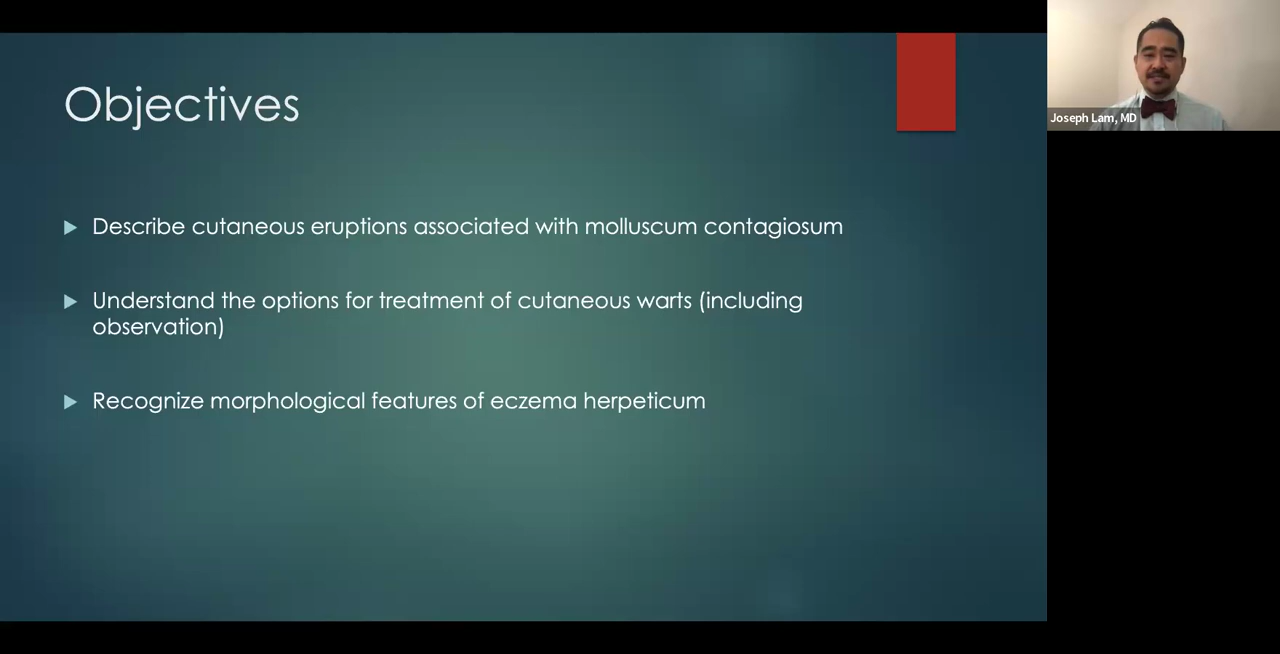 Objectives
Describe cutaneous eruptions associated with molluscum contagiosum
Understand the options for treatment of cutaneous warts (including
observation)
Recognize morphological features of eczema herpeticum
Joseph Lam, MD